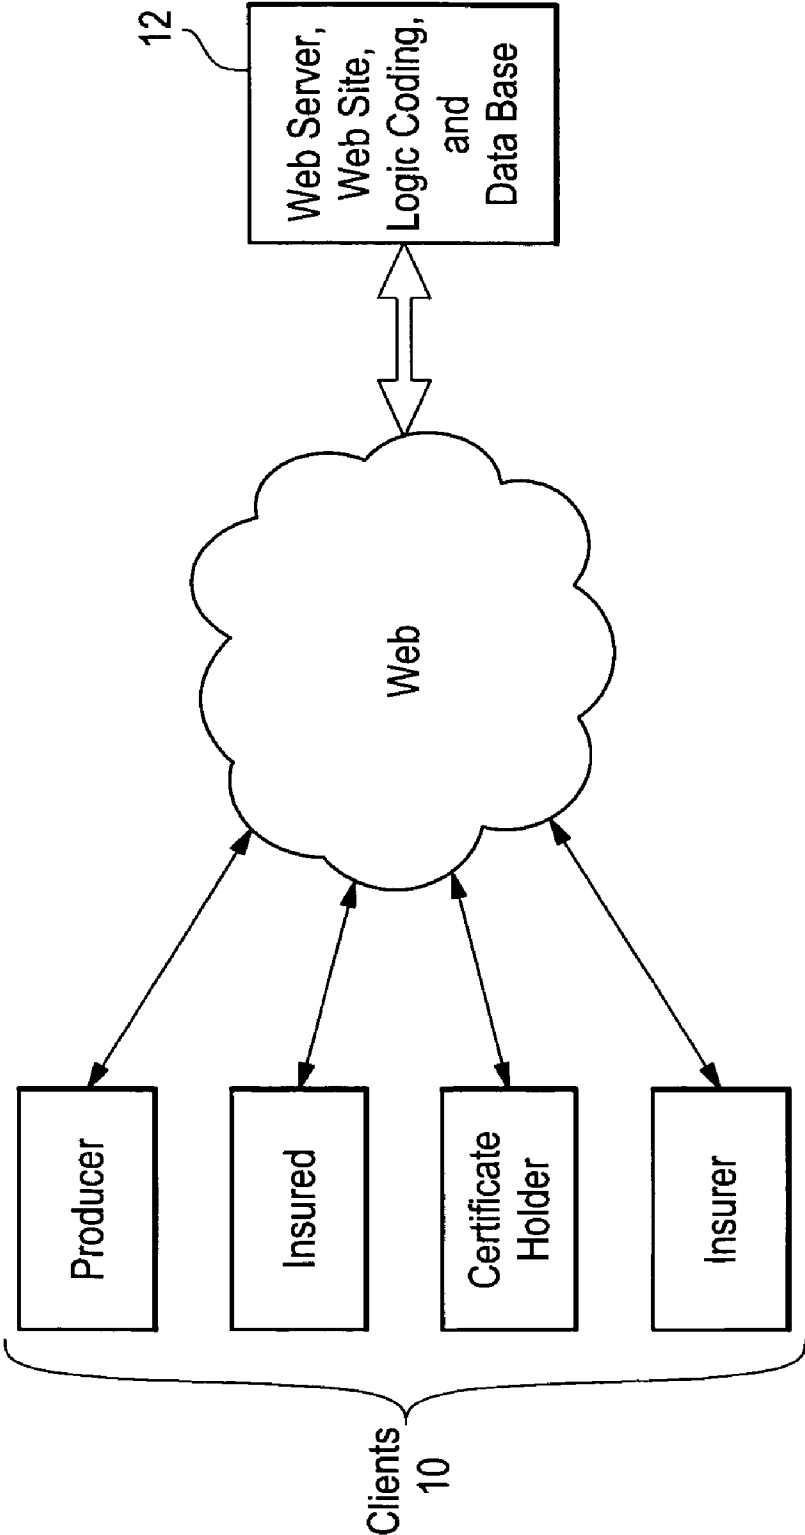 Clients
10
Producer
Insured
Certificate
Holder
Insurer
Web
12
Web Server,
Web Site,
Logic Coding,
and
Data Base